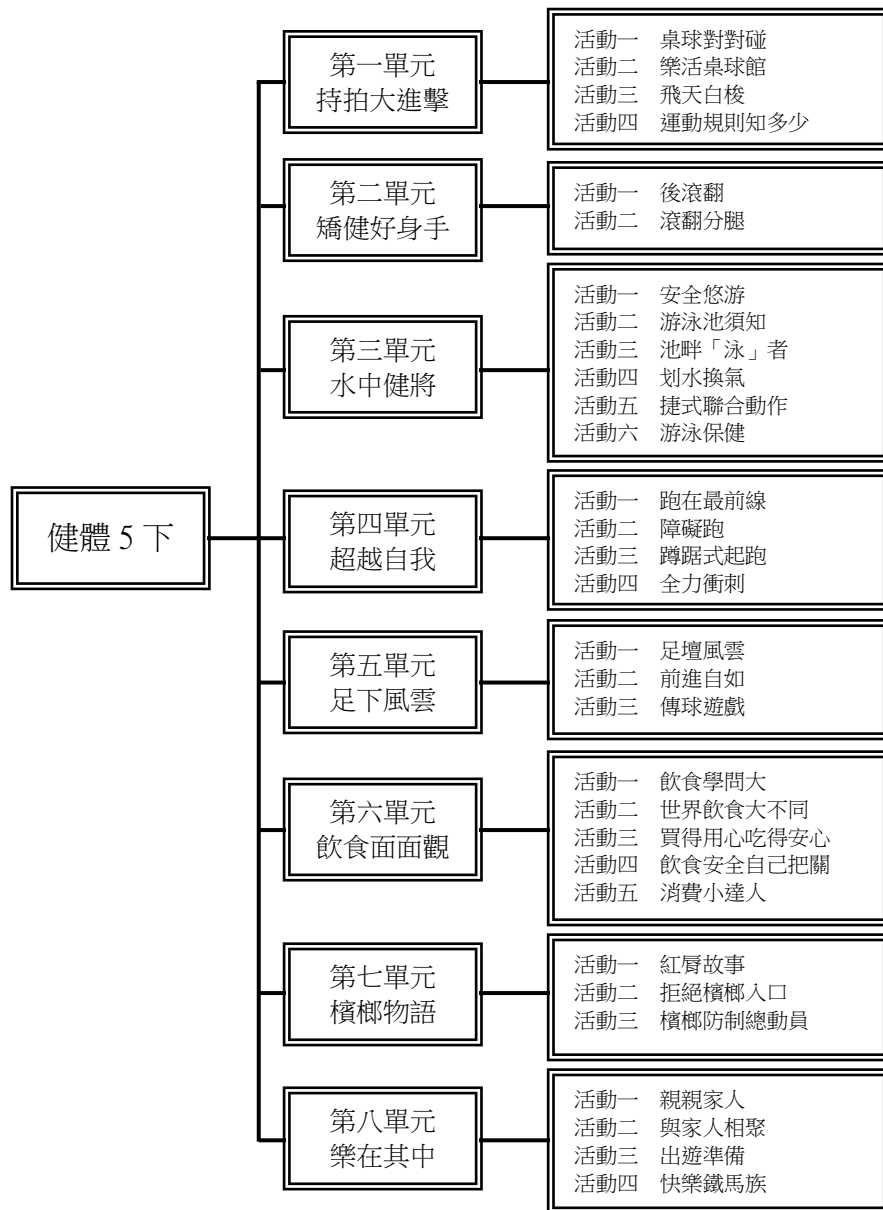 健體 5 下
第一單元
持拍大進擊
活動一 桌球對對碰
活動二 樂活桌球館
活動三 飛天白梭
活動四 運動規則知多少
第二單元
矯健好身手
活動一 後滾翻
活動二 滾翻分腿
第三單元
水中健將
活動一 安全悠游
活動二 游泳池須知
活動三 池畔「泳」者
活動四 划水換氣
活動五 捷式聯合動作
活動六 游泳保健
第四單元
超越自我
活動一 跑在最前線
活動二 障礙跑
活動三 蹲踞式起跑
活動四 全力衝刺
第五單元
足下風雲
活動一 足壇風雲
活動二 前進自如
活動三 傳球遊戲
第六單元
飲食面面觀
活動一 飲食學問大
活動二 世界飲食大不同
活動三 買得用心吃得安心
活動四 飲食安全自己把關
活動五 消費小達人
第七單元
檳榔物語
活動一 紅脣故事
活動二 拒絕檳榔入口
活動三 檳榔防制總動員
第八單元
樂在其中
活動一 親親家人
活動二 與家人相聚
活動三 出遊準備
活動四 快樂鐵馬族